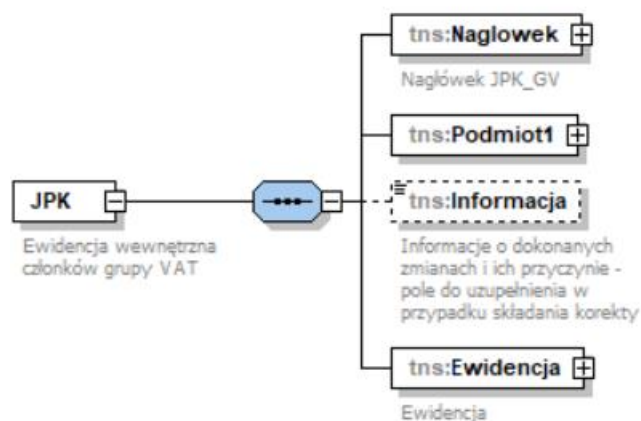 tns:Naglowek
Nagłówek JPK_GV
tns:Podmiot1
JPK
Ewidencja wewnętrzna
członków grupy VAT
tns:Informacja
Informacje o dokonanych
zmianach i ich przyczynie -
pole do uzupełnienia w
przypadku składania korekty
tns:Ewidencja
Ewidencja